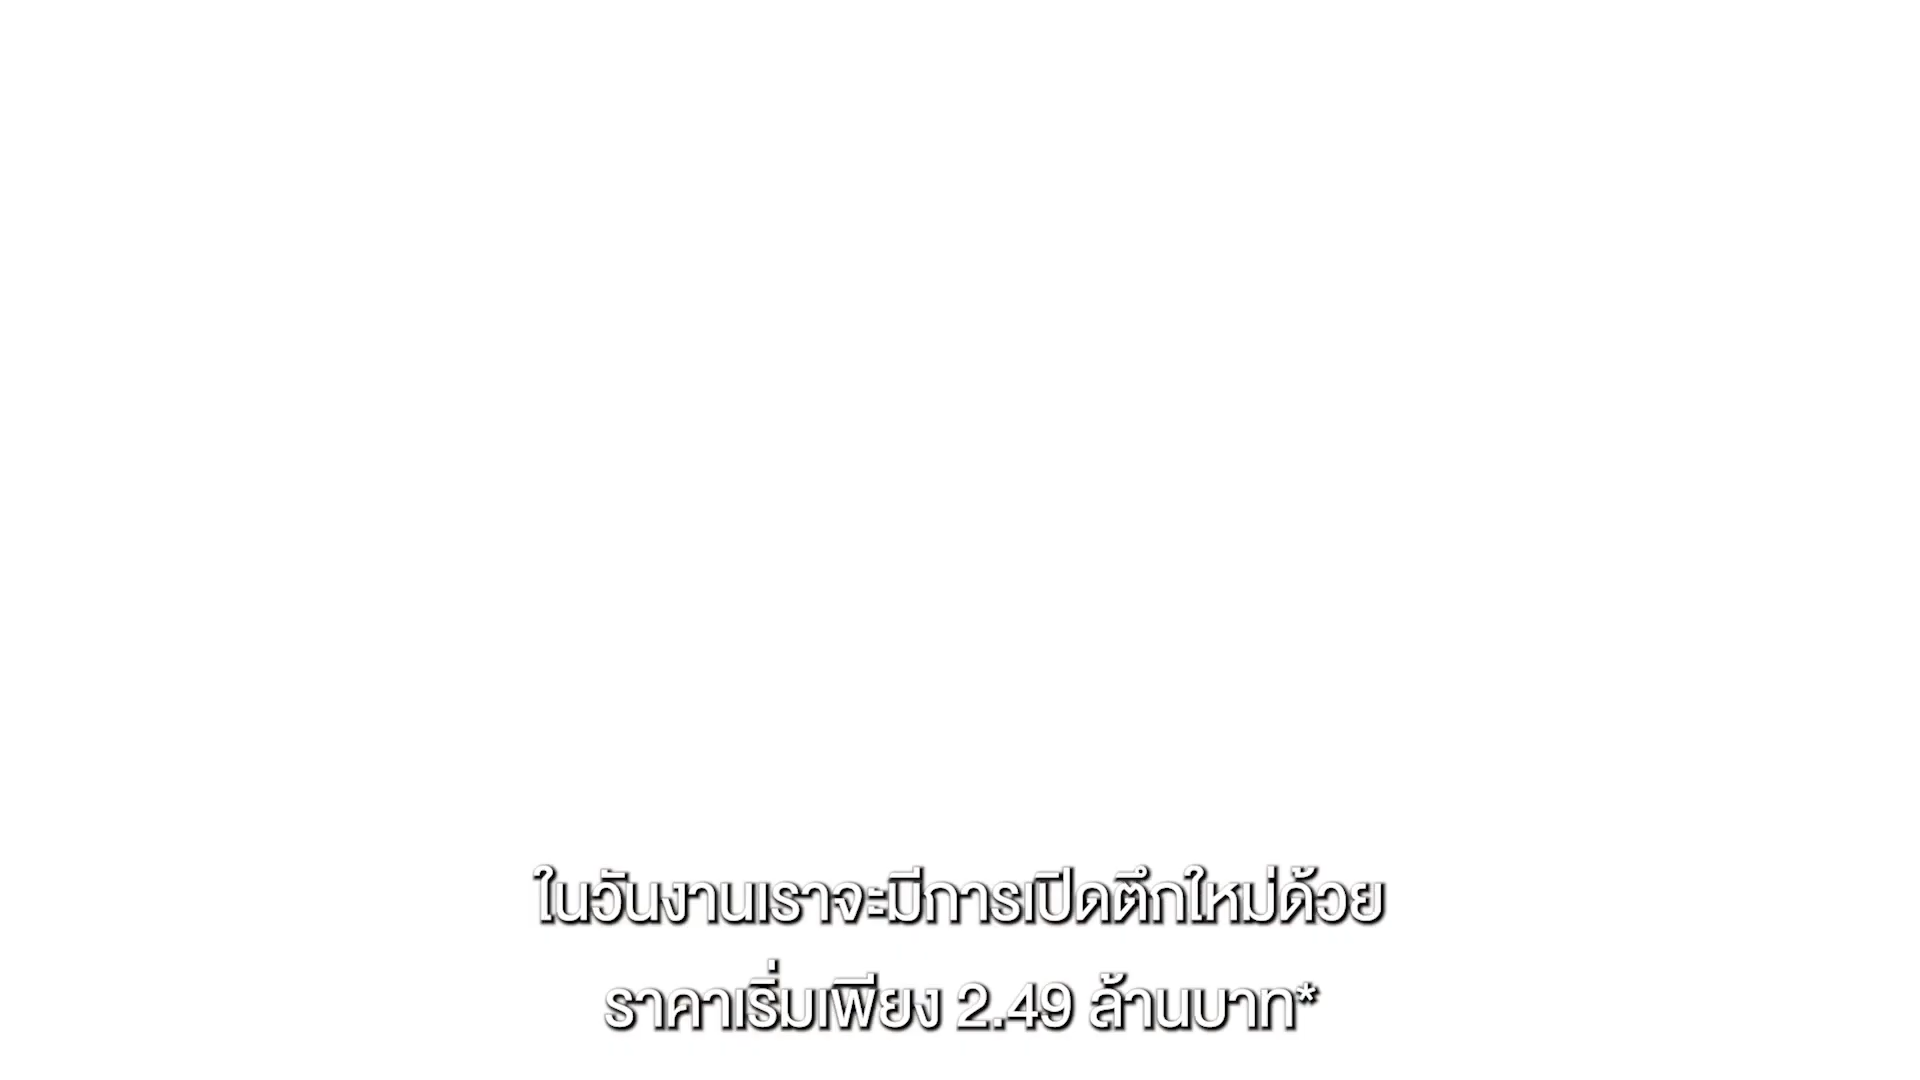 ในวันงานเราจะมีการเปิดตึกใหม่ด้วย
ราคาเริ่มเพียง 2.49 ล้านบาท*